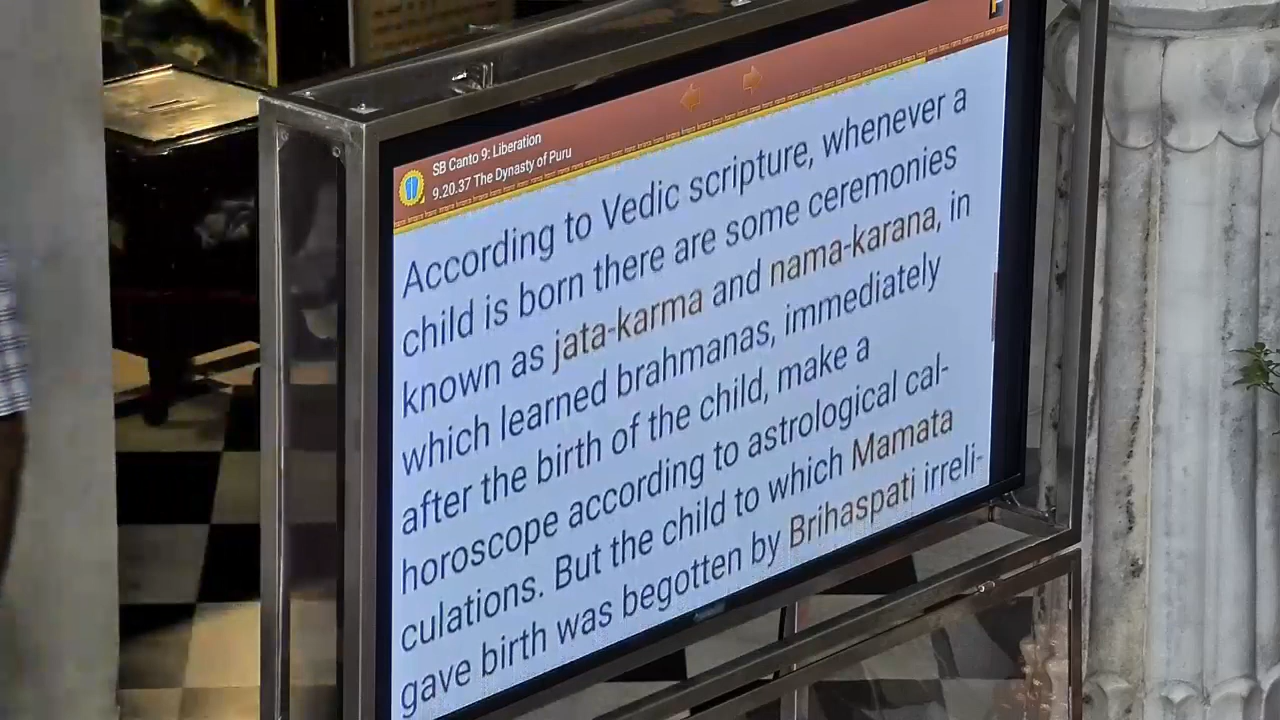 SB Canto 9: Liberation
9.20.37 The Dynasty of Puru
According to Vedic scripture, whenever a
child is born there are some ceremonies
known as jata-karma and nama-karana, in
which learned brahmanas, immediately
after the birth of the child, make a
horoscope according to astrological cal-
culations. But the child to which Mamata
gave birth was begotten by Brihaspati irreli-